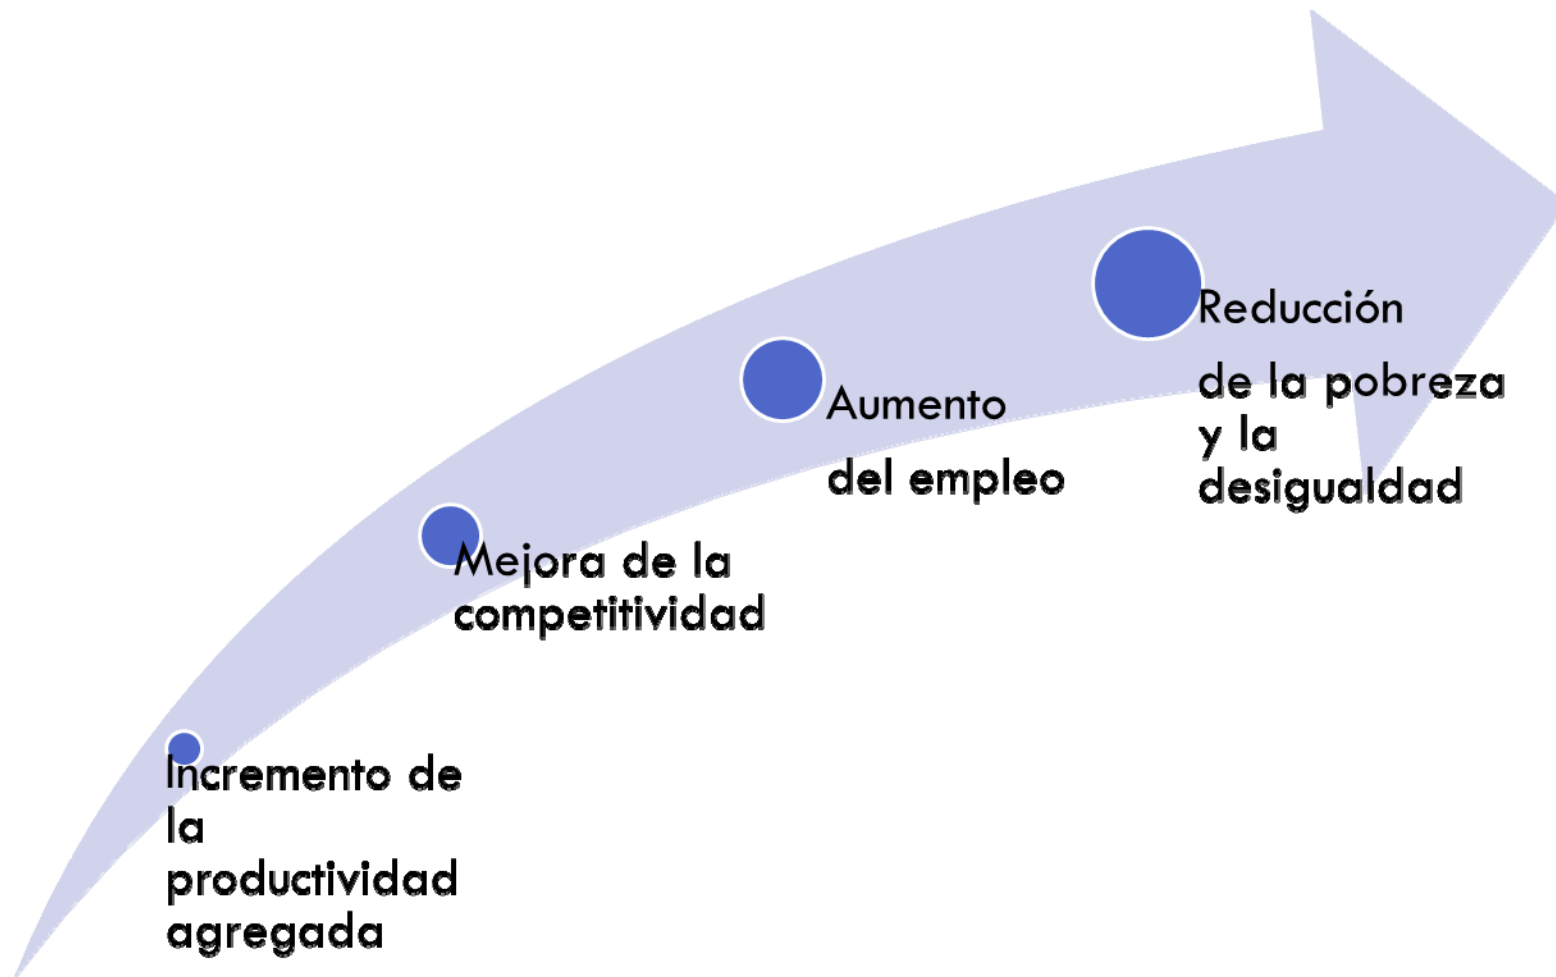 Incremento de
la
productividad
agregada
Mejora de la
competitividad
Aumento
del empleo
Reducción
de la pobreza
y la
desigualdad